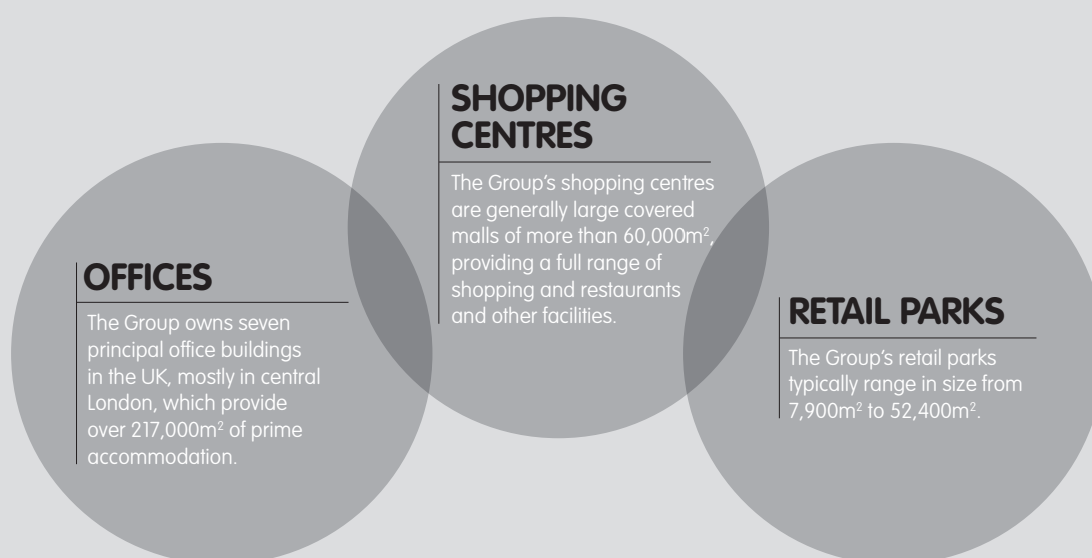 OFFICES
The Group owns seven
principal office buildings
in the UK, mostly in central
London, which provide
over 217,000m² of prime
accommodation.
SHOPPING
CENTRES
The Group’s shopping centres
are generally large covered
malls of more than 60,000m²,
providing a full range of
shopping and restaurants
and other facilities.
RETAIL PARKS
The Group’s retail parks
typically range in size from
7,900m² to 52,400m².